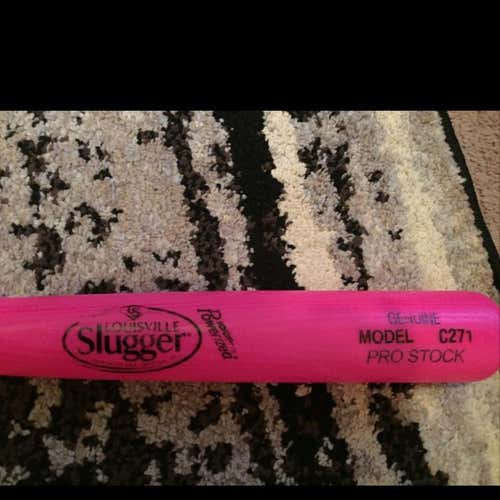 LOUISVILLE
Slugger
Powerized
GENUINE
MODEL C271
PRO STOCK